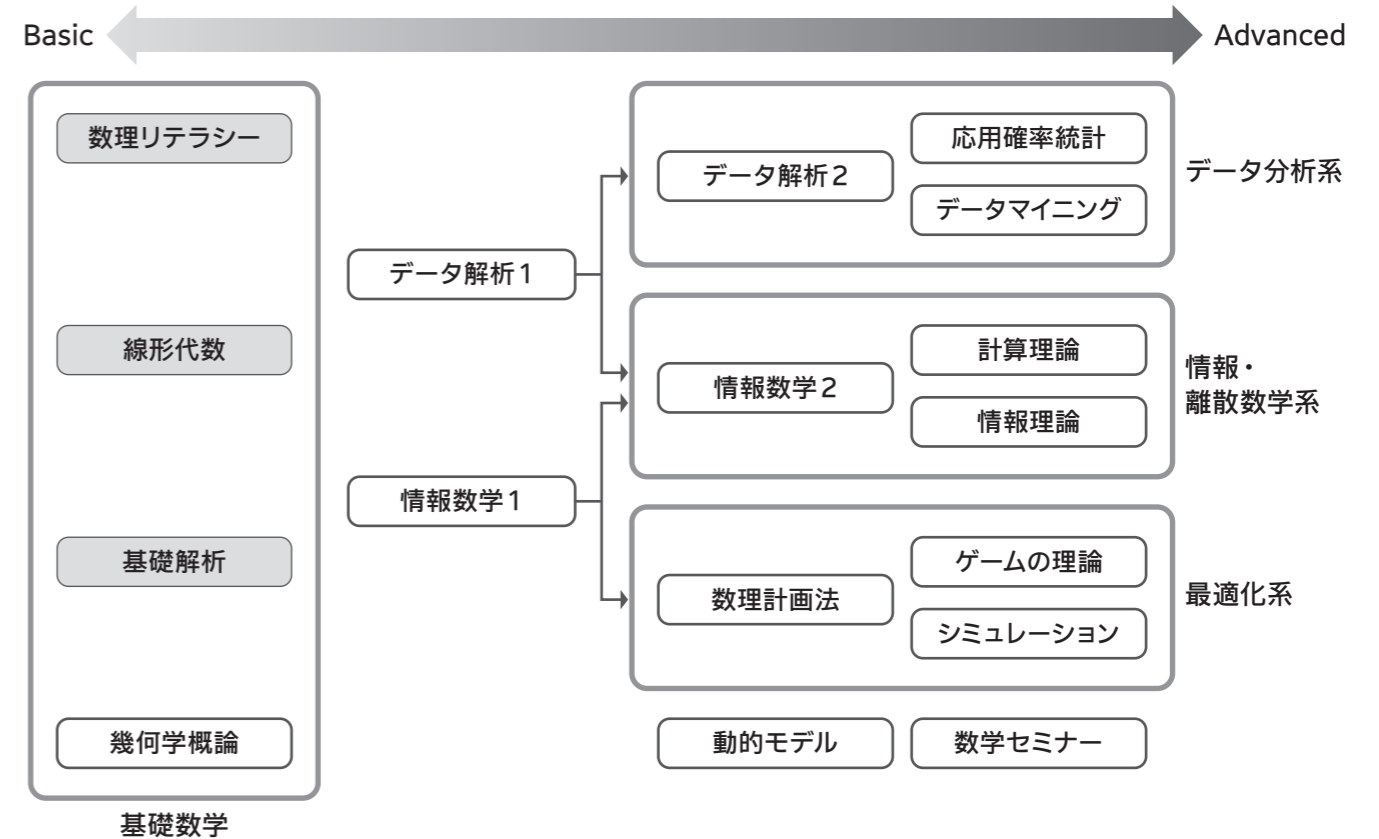 Basic
Advanced
数理リテラシー
線形代数
基礎解析
幾何学概論
基礎数学
データ解析1
情報数学1
データ解析2
応用確率統計
データマイニング
データ分析系
情報数学2
計算理論
情報理論
情報・
離散数学系
数理計画法
ゲームの理論
シミュレーション
最適化系
動的モデル
数学セミナー